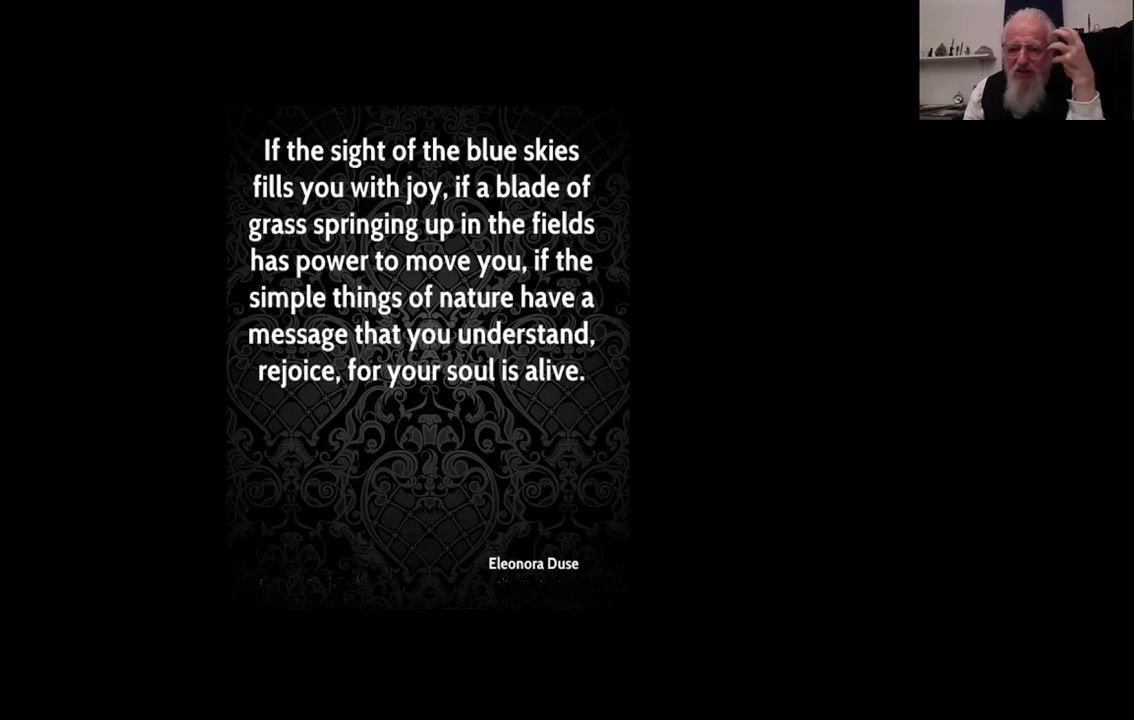 If the sight of the blue skies
fills you with joy, if a blade of
grass springing up in the fields
has power to move you, if the
simple things of nature have a
message that you understand,
rejoice, for your soul is alive.
Eleonora Duse